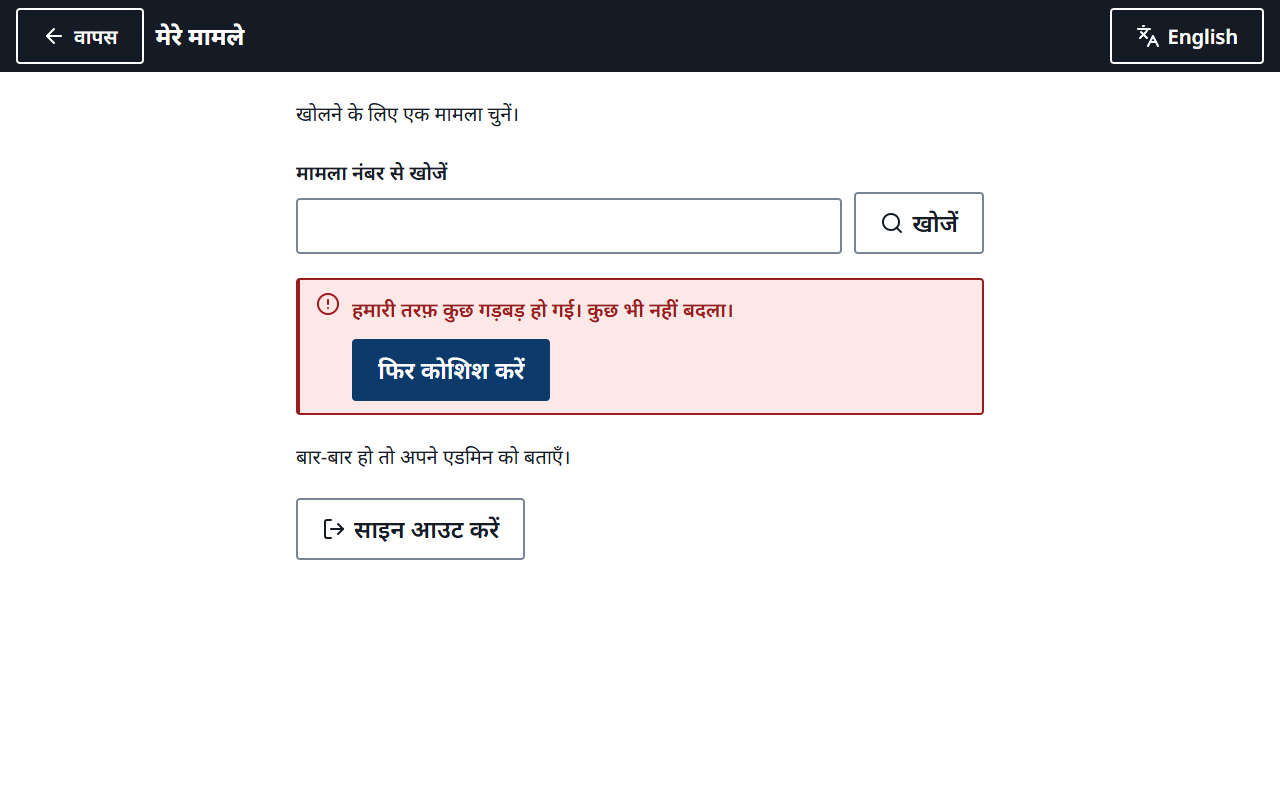 वापस
मेरे मामले
English
खोलने के लिए एक मामला चुनें।
मामला नंबर से खोजें
खोजें
हमारी तरफ़ कुछ गड़बड़ हो गई। कुछ भी नहीं बदला।
फिर कोशिश करें
बार-बार हो तो अपने एडमिन को बताएँ।
साइन आउट करें